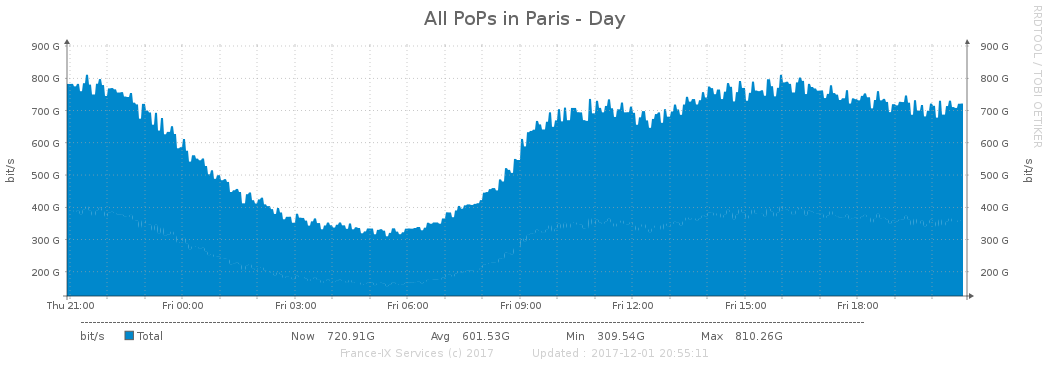 All PoPs in Paris - Day
RRDTOOL / TOBI OETIKER
900 G 900 G
800 G 800 G
700 G 700 G
600 G 600 G
500 G 500 G
400 G 400 G
300 G 300 G
200 G 200 G
bit/s
bit/s
Thu 21:00 Fri 00:00 Fri 03:00 Fri 06:00 Fri 09:00 Fri 12:00 Fri 15:00 Fri 18:00
bit/s Total Now 720.91G Avg 601.53G Min 309.54G Max 810.26G
France-IX Services (c) 2017 Updated : 2017-12-01 20:55:11